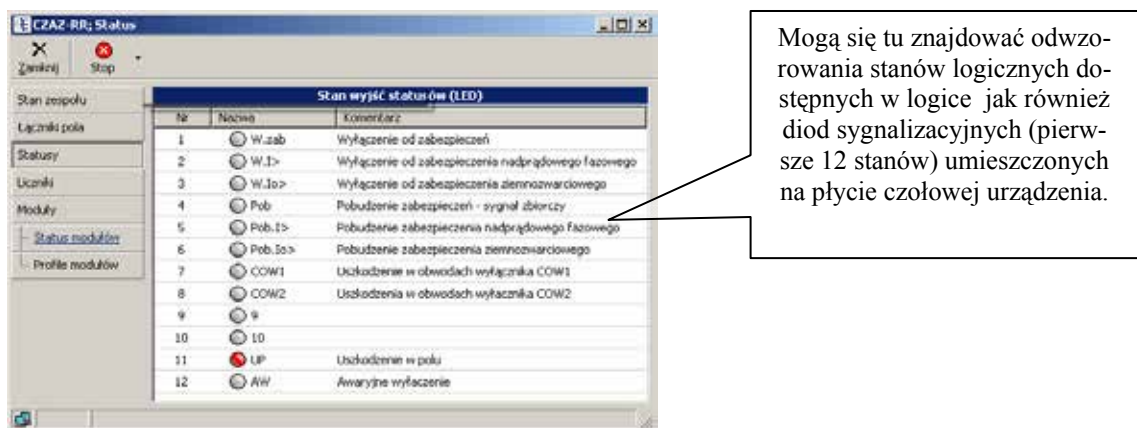 CZAZ-RR; Status
Zamknij Stop
Stan zespołu
Łączniki pola
Statusy
Liczniki
Moduły
Status modułów
Profile modułów
Stan wyjść statusów (LED)
Nr Nazwa Komentarz
1 W.zab Wyłączenie od zabezpieczeń
2 W.I> Wyłączenie od zabezpieczenia nadprądowego fazowego
3 W.Io> Wyłączenie od zabezpieczenia ziemnozwarciowego
4 Pob Pobudzenie zabezpieczeń - sygnał zbiorczy
5 Pob.I> Pobudzenie zabezpieczenia nadprądowego fazowego
6 Pob.Io> Pobudzenie zabezpieczenia ziemnozwarciowego
7 COW1 Uszkodzenie w obwodach wyłącznika COW1
8 COW2 Uszkodzenia w obwodach wyłacznika COW2
9 9
10 10
11 UP Uszkodzenie w polu
12 AW Awaryjne wyłaczenie
Mogą się tu znajdować odwzo-
rowania stanów logicznych do-
stępnych w logice jak również
diod sygnalizacyjnych (pierw-
sze 12 stanów) umieszczonych
na płycie czołowej urządzenia.